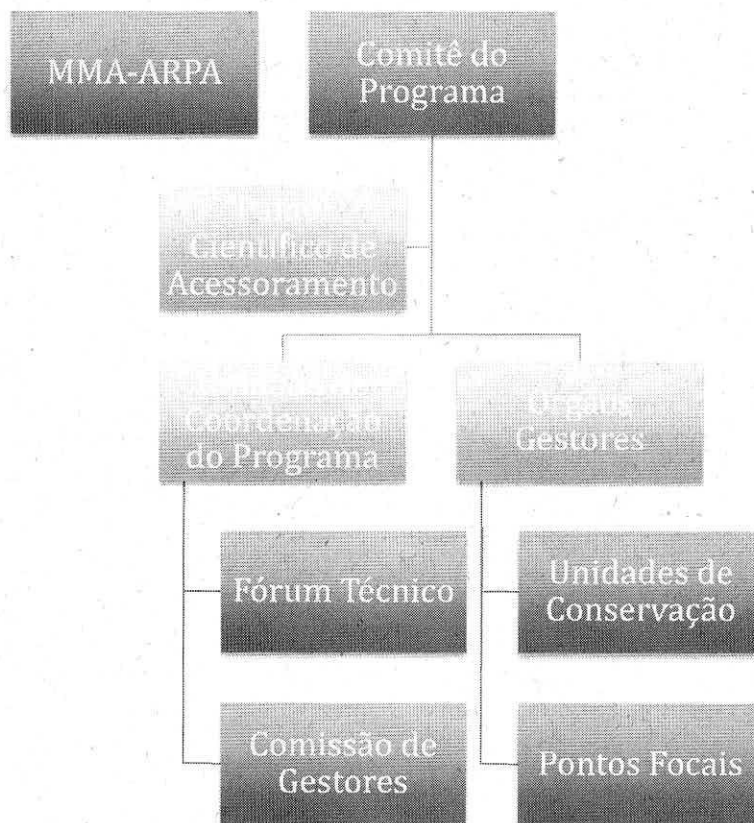 MMA-ARPA
Comitê do
Programa
Científico de
Acessoramento
Coordenação
do Programa
Órgãos
Gestores
Fórum Técnico
Unidades de
Conservação
Comissão de
Gestores
Pontos Focais